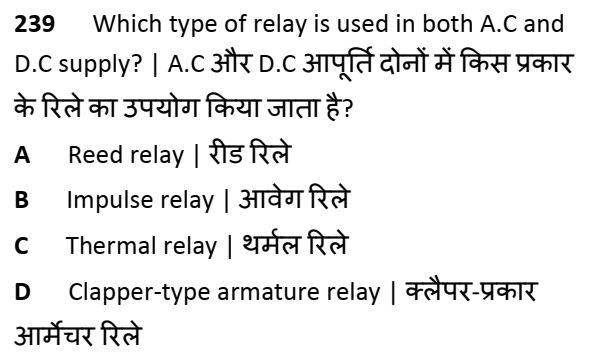 239 Which type of relay is used in both A.C and
D.C supply? | A.C और D.C आपूर्ति दोनों में किस प्रकार
के रिले का उपयोग किया जाता है?
A Reed relay | रीड रिले
B Impulse relay | आवेग रिले
C Thermal relay | थर्मल रिले
D Clapper-type armature relay | क्लैपर-प्रकार
आर्मेचर रिले